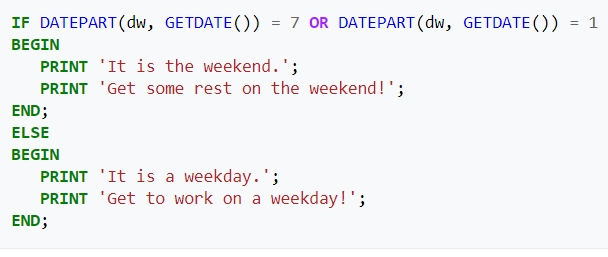 IF DATEPART(dw, GETDATE()) = 7 OR DATEPART(dw, GETDATE()) = 1
BEGIN
   PRINT 'It is the weekend.';
   PRINT 'Get some rest on the weekend!';
END;
ELSE
BEGIN
   PRINT 'It is a weekday.';
   PRINT 'Get to work on a weekday!';
END;